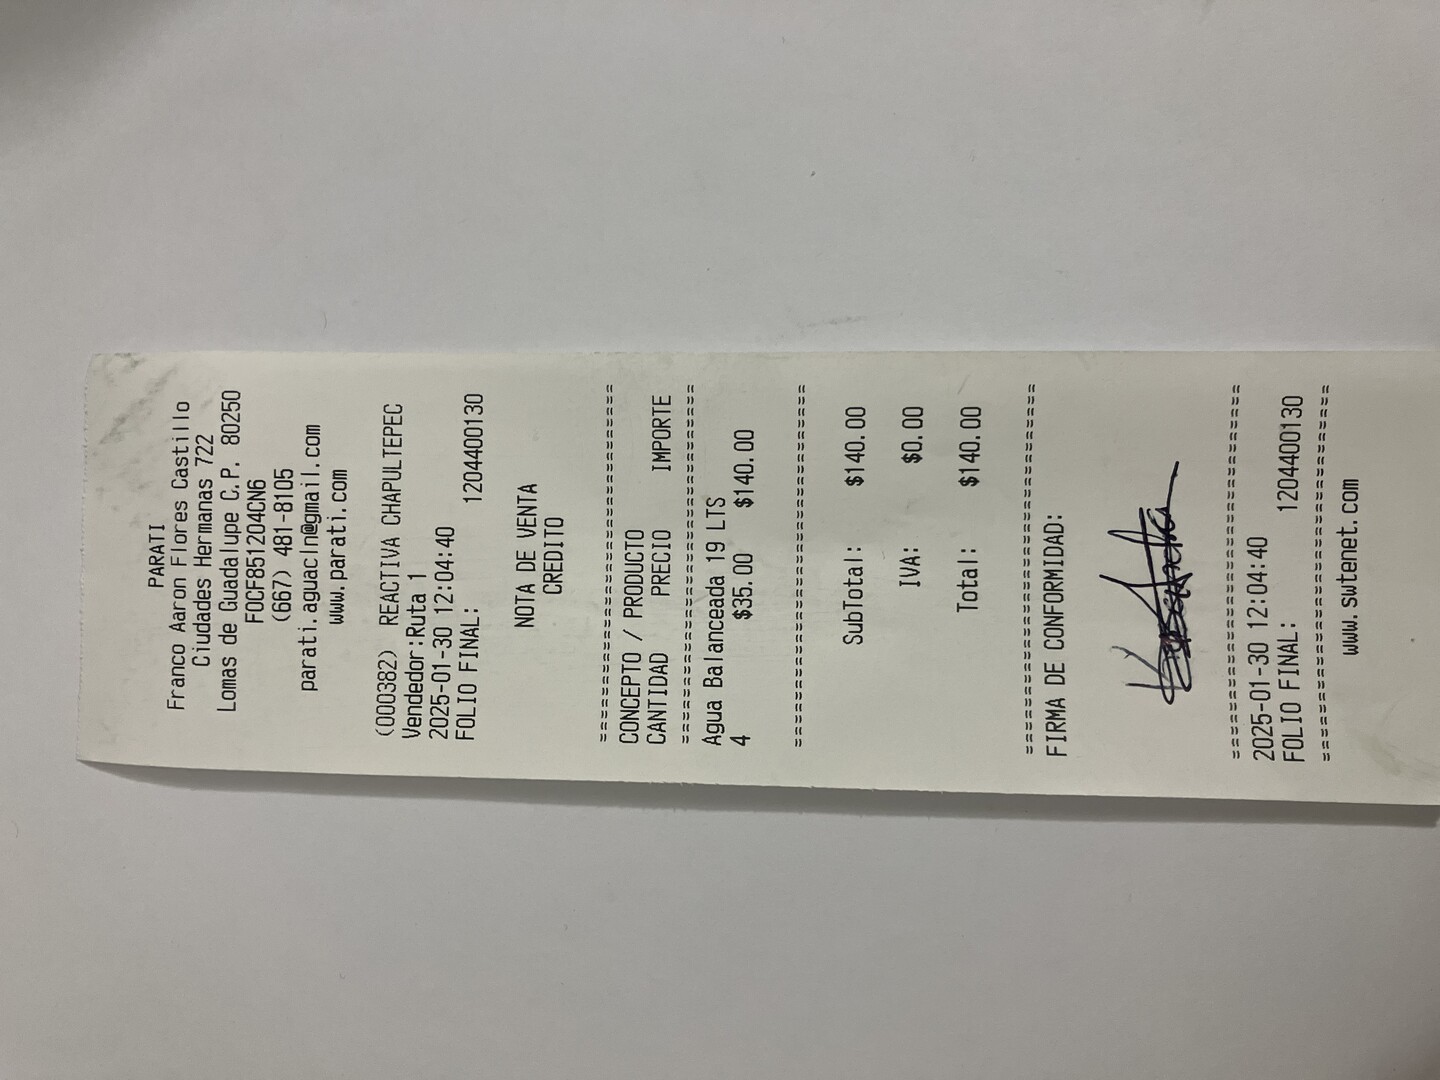 PARATI
Franco Aaron Flores Castillo
Ciudades Hermanas 722
Lomas de Guadalupe C.P. 80250
FOCF851204CN6
(667) 481-8105
parati.aguacln@gmail.com
www.parati.com
(000382) REACTIVA CHAPULTEPEC
Vendedor:Ruta 1
2025-01-30 12:04:40
FOLIO FINAL: 1204400130
NOTA DE VENTA
CREDITO
==============================
CONCEPTO / PRODUCTO
CANTIDAD PRECIO IMPORTE
==============================
Agua Balanceada 19 LTS
4 $35.00 $140.00
==============================
SubTotal: $140.00
IVA: $0.00
Total: $140.00
==============================
FIRMA DE CONFORMIDAD:
==============================
2025-01-30 12:04:40
FOLIO FINAL: 1204400130
==============================
www.swtenet.com